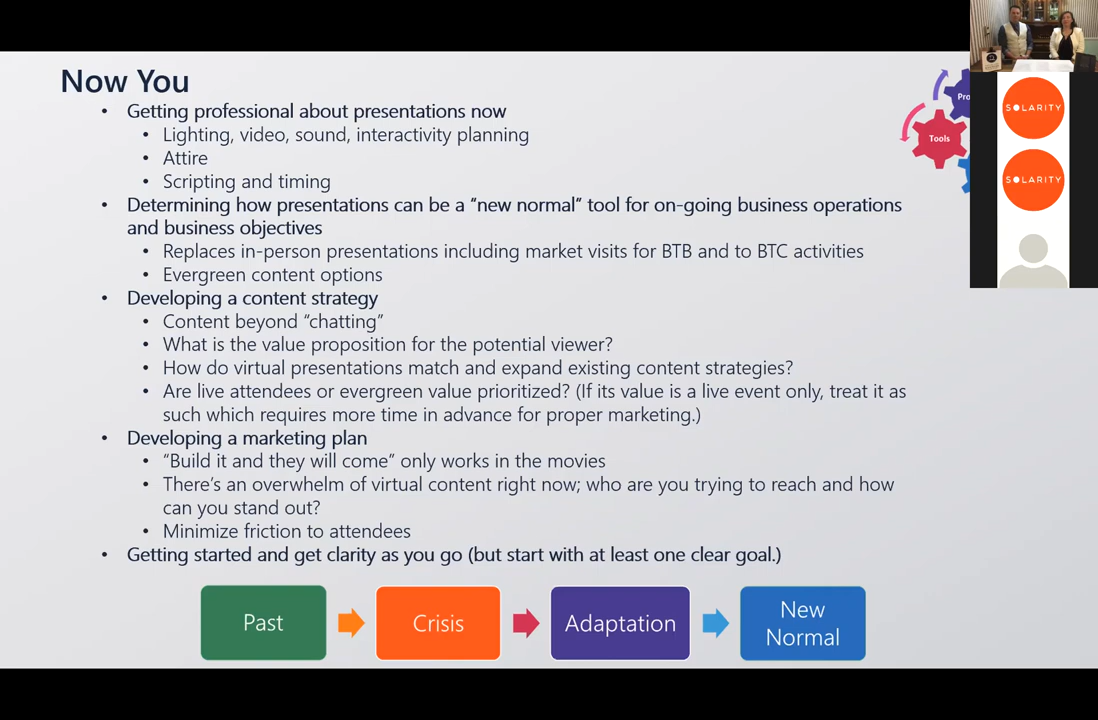 Now You
• Getting professional about presentations now
• Lighting, video, sound, interactivity planning
• Attire
• Scripting and timing
• Determining how presentations can be a “new normal” tool for on-going business operations
and business objectives
• Replaces in-person presentations including market visits for BTB and to BTC activities
• Evergreen content options
• Developing a content strategy
• Content beyond “chatting”
• What is the value proposition for the potential viewer?
• How do virtual presentations match and expand existing content strategies?
• Are live attendees or evergreen value prioritized? (If its value is a live event only, treat it as
such which requires more time in advance for proper marketing.)
• Developing a marketing plan
• “Build it and they will come” only works in the movies
• There’s an overwhelm of virtual content right now; who are you trying to reach and how
can you stand out?
• Minimize friction to attendees
• Getting started and get clarity as you go (but start with at least one clear goal.)
Past
Crisis
Adaptation
New
Normal
Tools
SOLARITY
SOLARITY